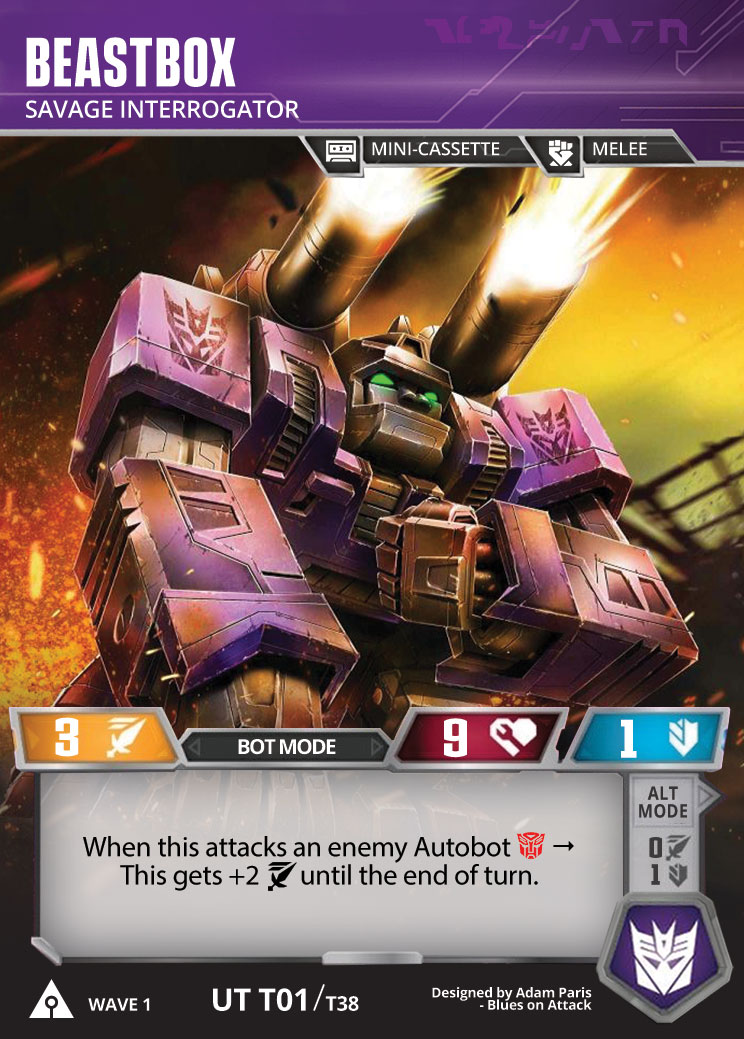 BEASTBOX
SAVAGE INTERROGATOR
MINI-CASSETTE
MELEE
3
BOT MODE
9
1
When this attacks an enemy Autobot →
This gets +2 until the end of turn.
ALT
MODE
0
1
WAVE 1
UT T01/T38
Designed by Adam Paris
- Blues on Attack